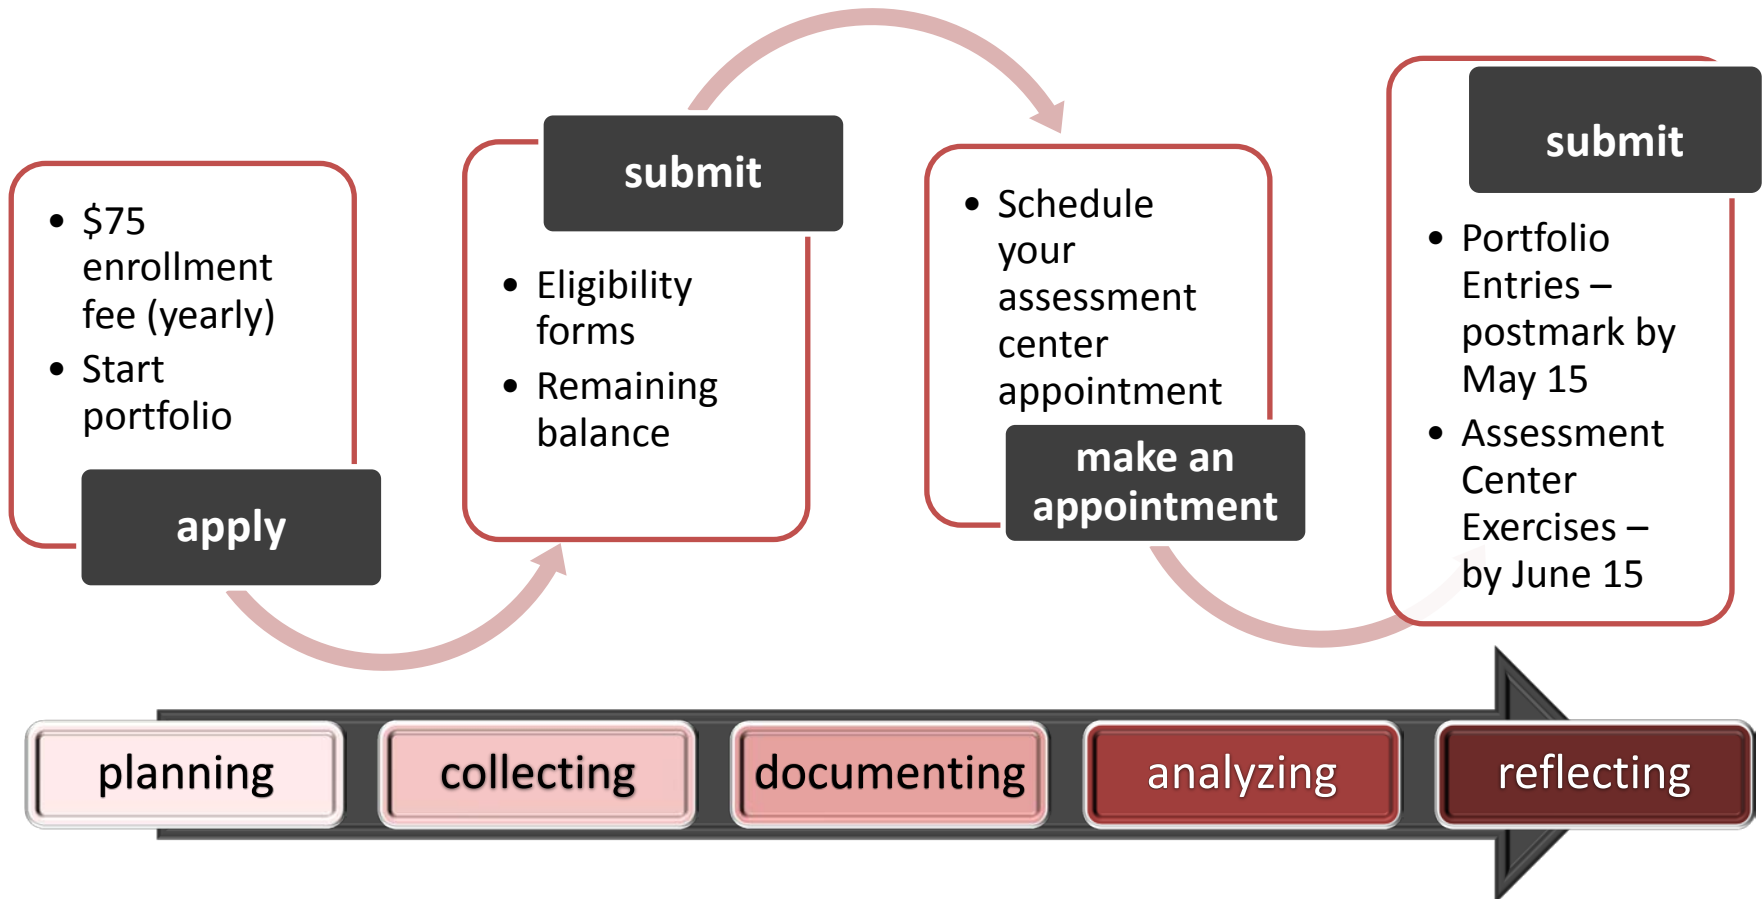 • $75
enrollment
fee (yearly)
• Start
portfolio
apply
submit
• Eligibility
forms
• Remaining
balance
• Schedule
your
assessment
center
appointment
make an
appointment
submit
• Portfolio
Entries –
postmark by
May 15
• Assessment
Center
Exercises –
by June 15
planning
collecting
documenting
analyzing
reflecting